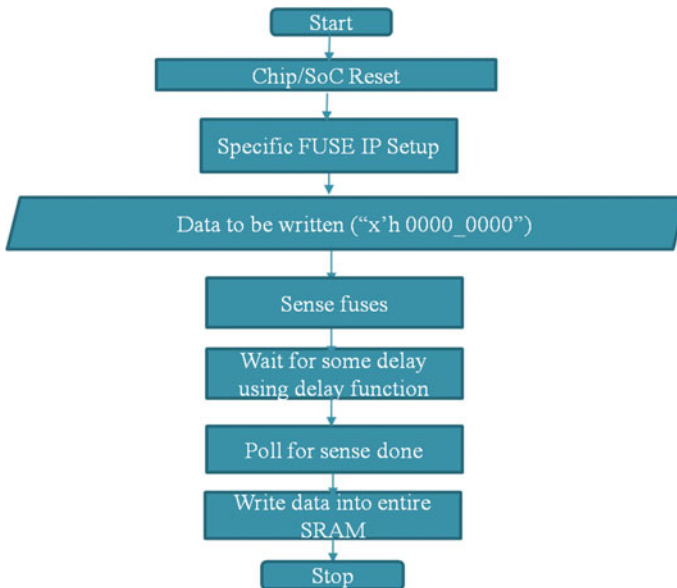 Start
Chip/SoC Reset
Specific FUSE IP Setup
Data to be written (“x’h 0000_0000”)
Sense fuses
Wait for some delay
using delay function
Poll for sense done
Write data into entire
SRAM
Stop